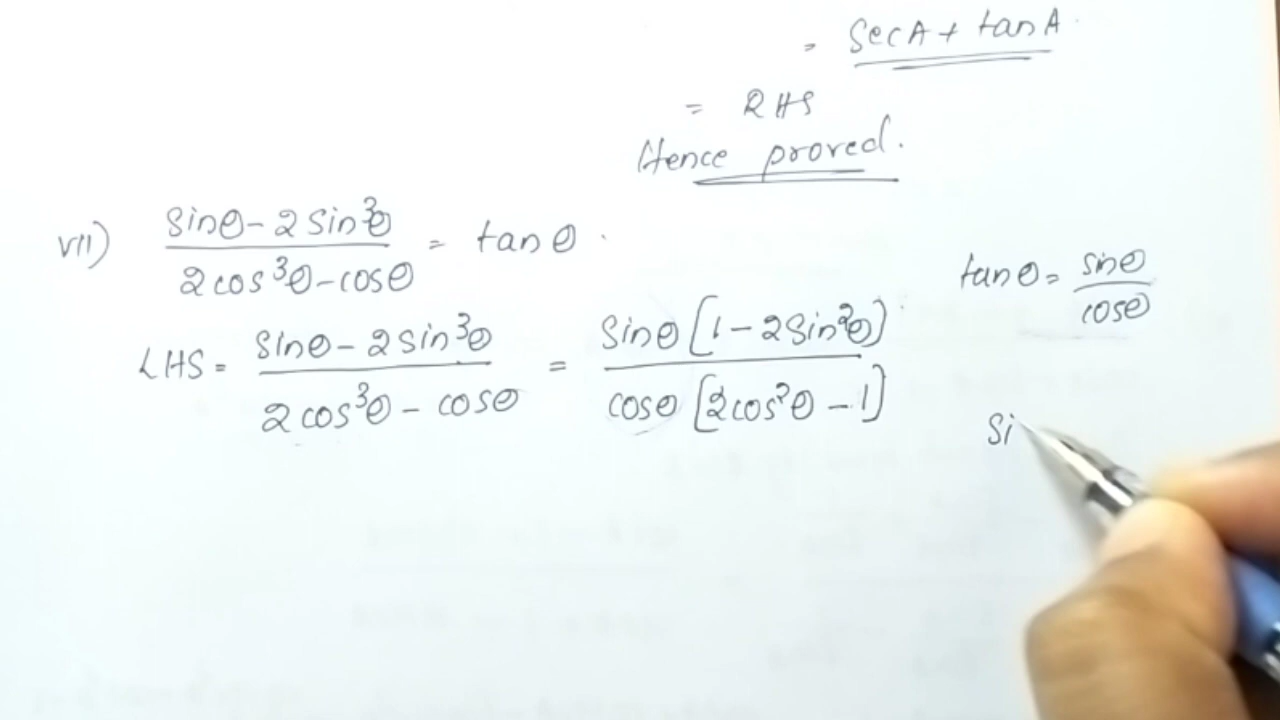 = SecA + tanA.
= RHS
Hence proved.
vii) (sinθ - 2sin³θ)/(2cos³θ - cosθ) = tanθ.
tanθ = sinθ/cosθ
LHS = (sinθ - 2sin³θ)/(2cos³θ - cosθ) = (sinθ[1 - 2sin²θ])/(cosθ[2cos²θ - 1])
Si